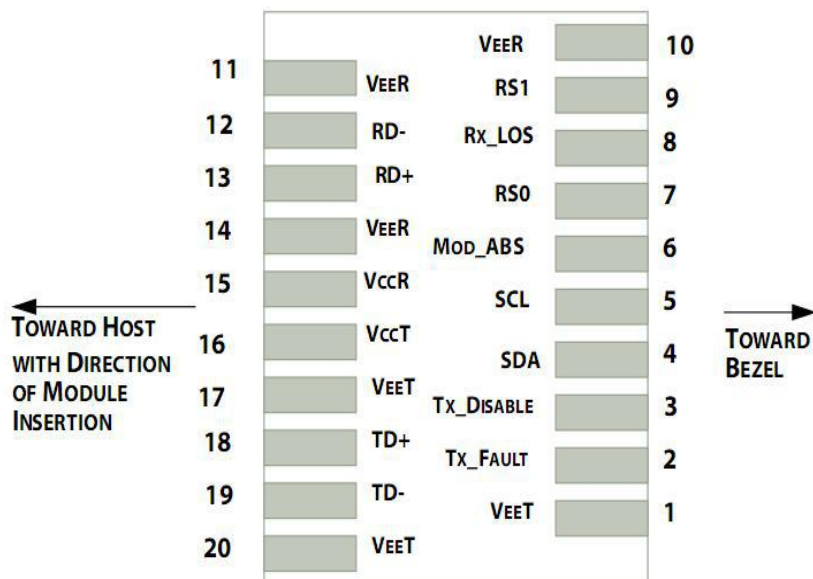 VEER 10
11 VEER
RS1 9
12 RD-
RX_LOS 8
13 RD+
RS0 7
14 VEER
MOD_ABS 6
15 VCCR
SCL 5
TOWARD HOST
WITH DIRECTION
OF MODULE
INSERTION
16 VCCT
SDA 4
TOWARD
BEZEL
17 VEET
TX_DISABLE 3
18 TD+
TX_FAULT 2
19 TD-
VEET 1
20 VEET